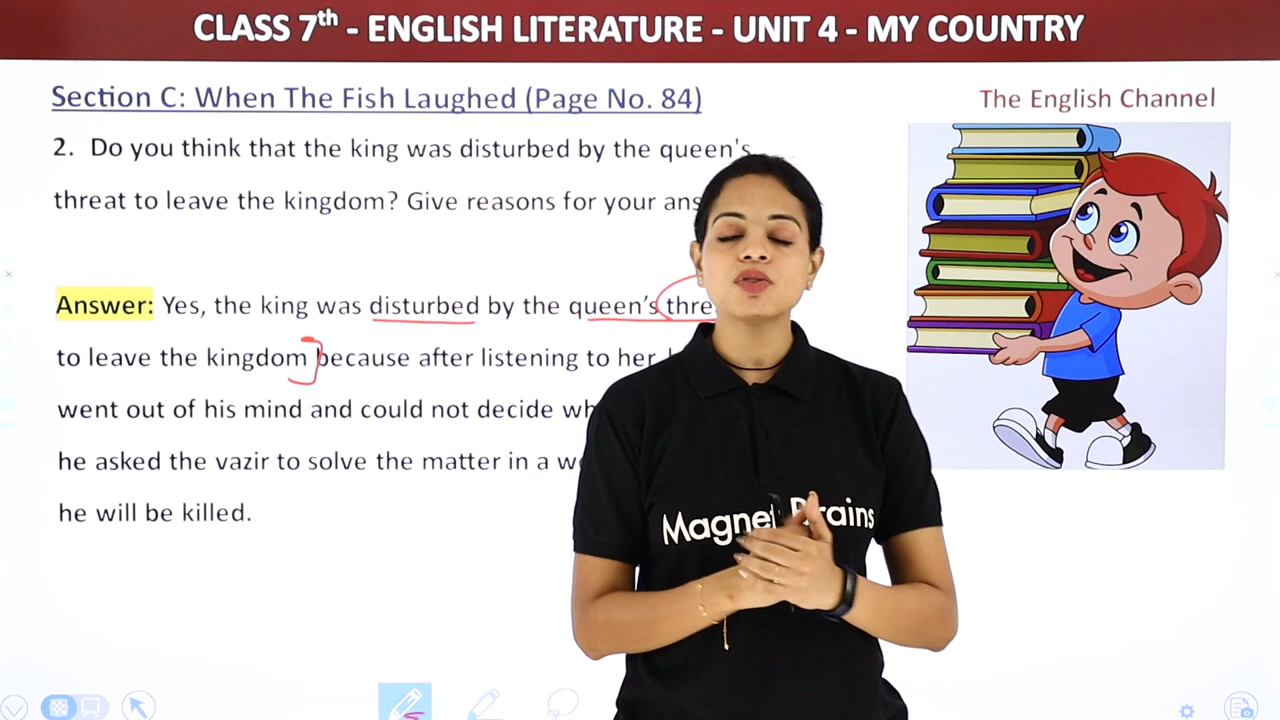 CLASS 7th - ENGLISH LITERATURE - UNIT 4 - MY COUNTRY
Section C: When The Fish Laughed (Page No. 84)
The English Channel
2. Do you think that the king was disturbed by the queen's
threat to leave the kingdom? Give reasons for your
Answer: Yes, the king was disturbed by the queen's
to leave the kingdom because after listening to her
went out of his mind and could not decide
he asked the vazir to solve the matter in a
he will be killed.
Magnet Brains